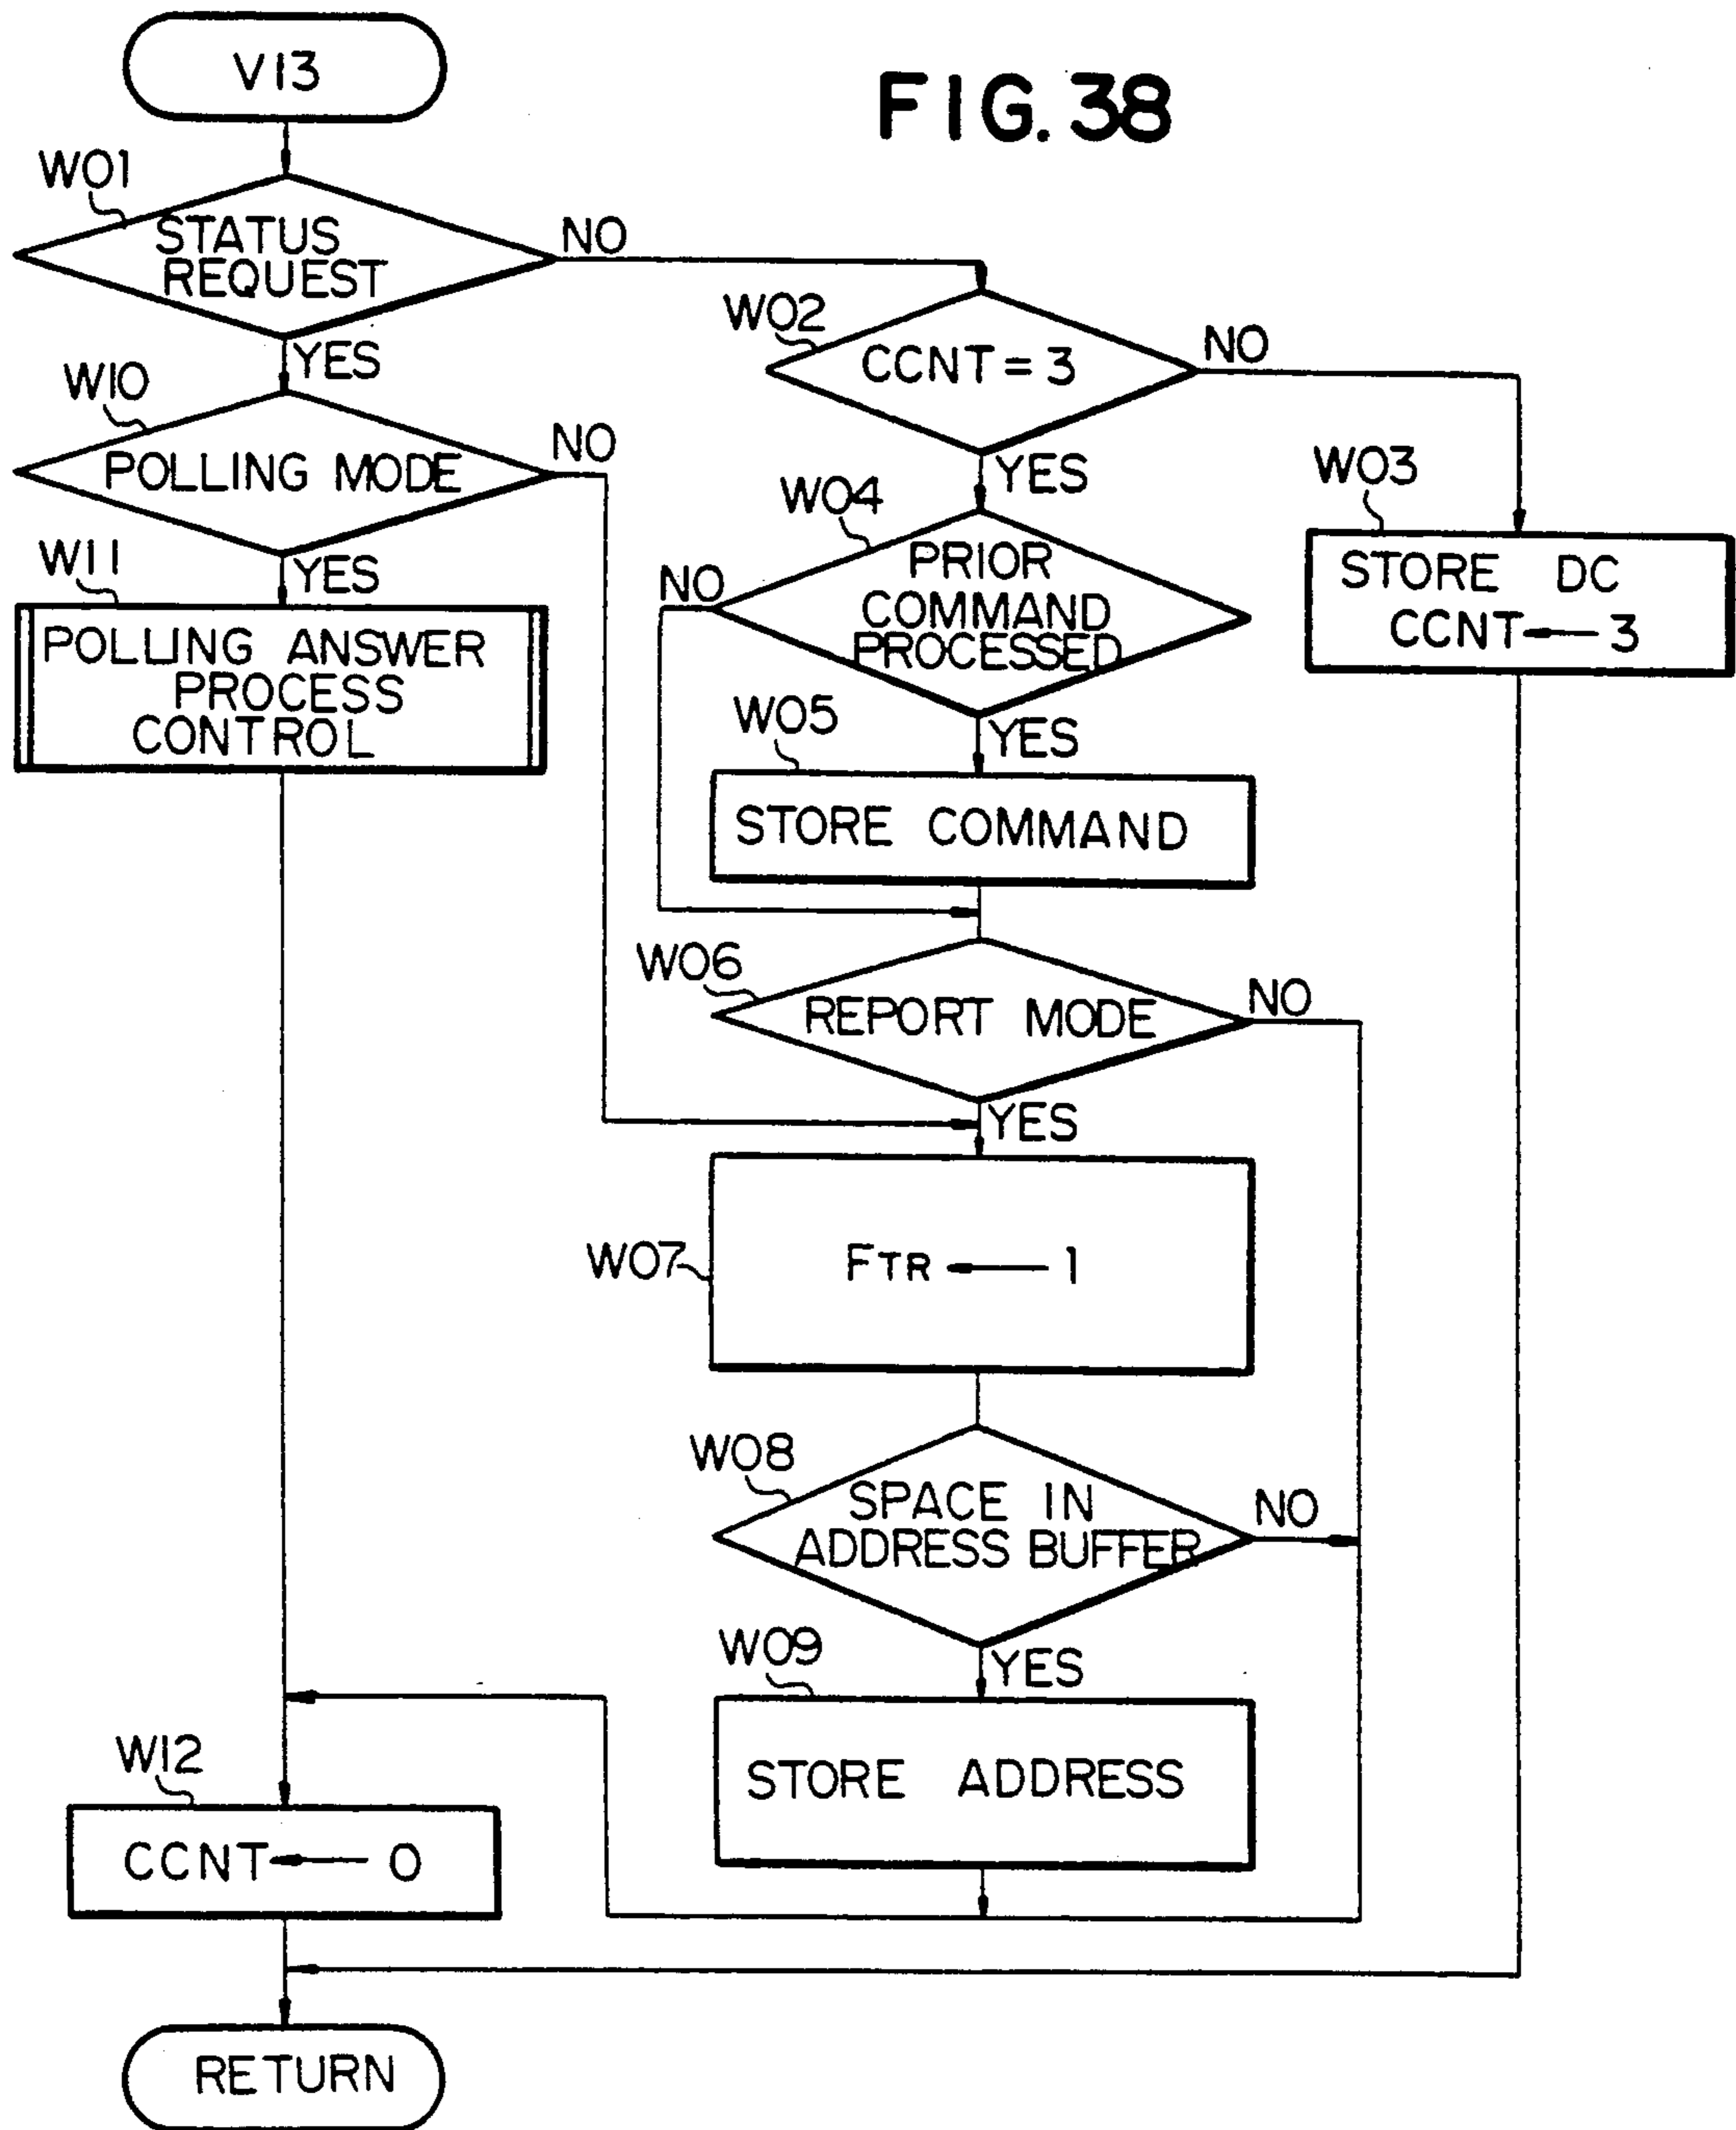 V13
FIG. 38
W01
STATUS
REQUEST
NO
YES
W02
CCNT = 3
NO
YES
W10
POLLING MODE
NO
YES
W03
STORE DC
CCNT ← 3
W04
PRIOR
COMMAND
PROCESSED
NO
YES
W11
POLLING ANSWER
PROCESS
CONTROL
W05
STORE COMMAND
W06
REPORT MODE
NO
YES
W07
FTR ← 1
W08
SPACE IN
ADDRESS BUFFER
NO
YES
W09
STORE ADDRESS
W12
CCNT ← 0
RETURN